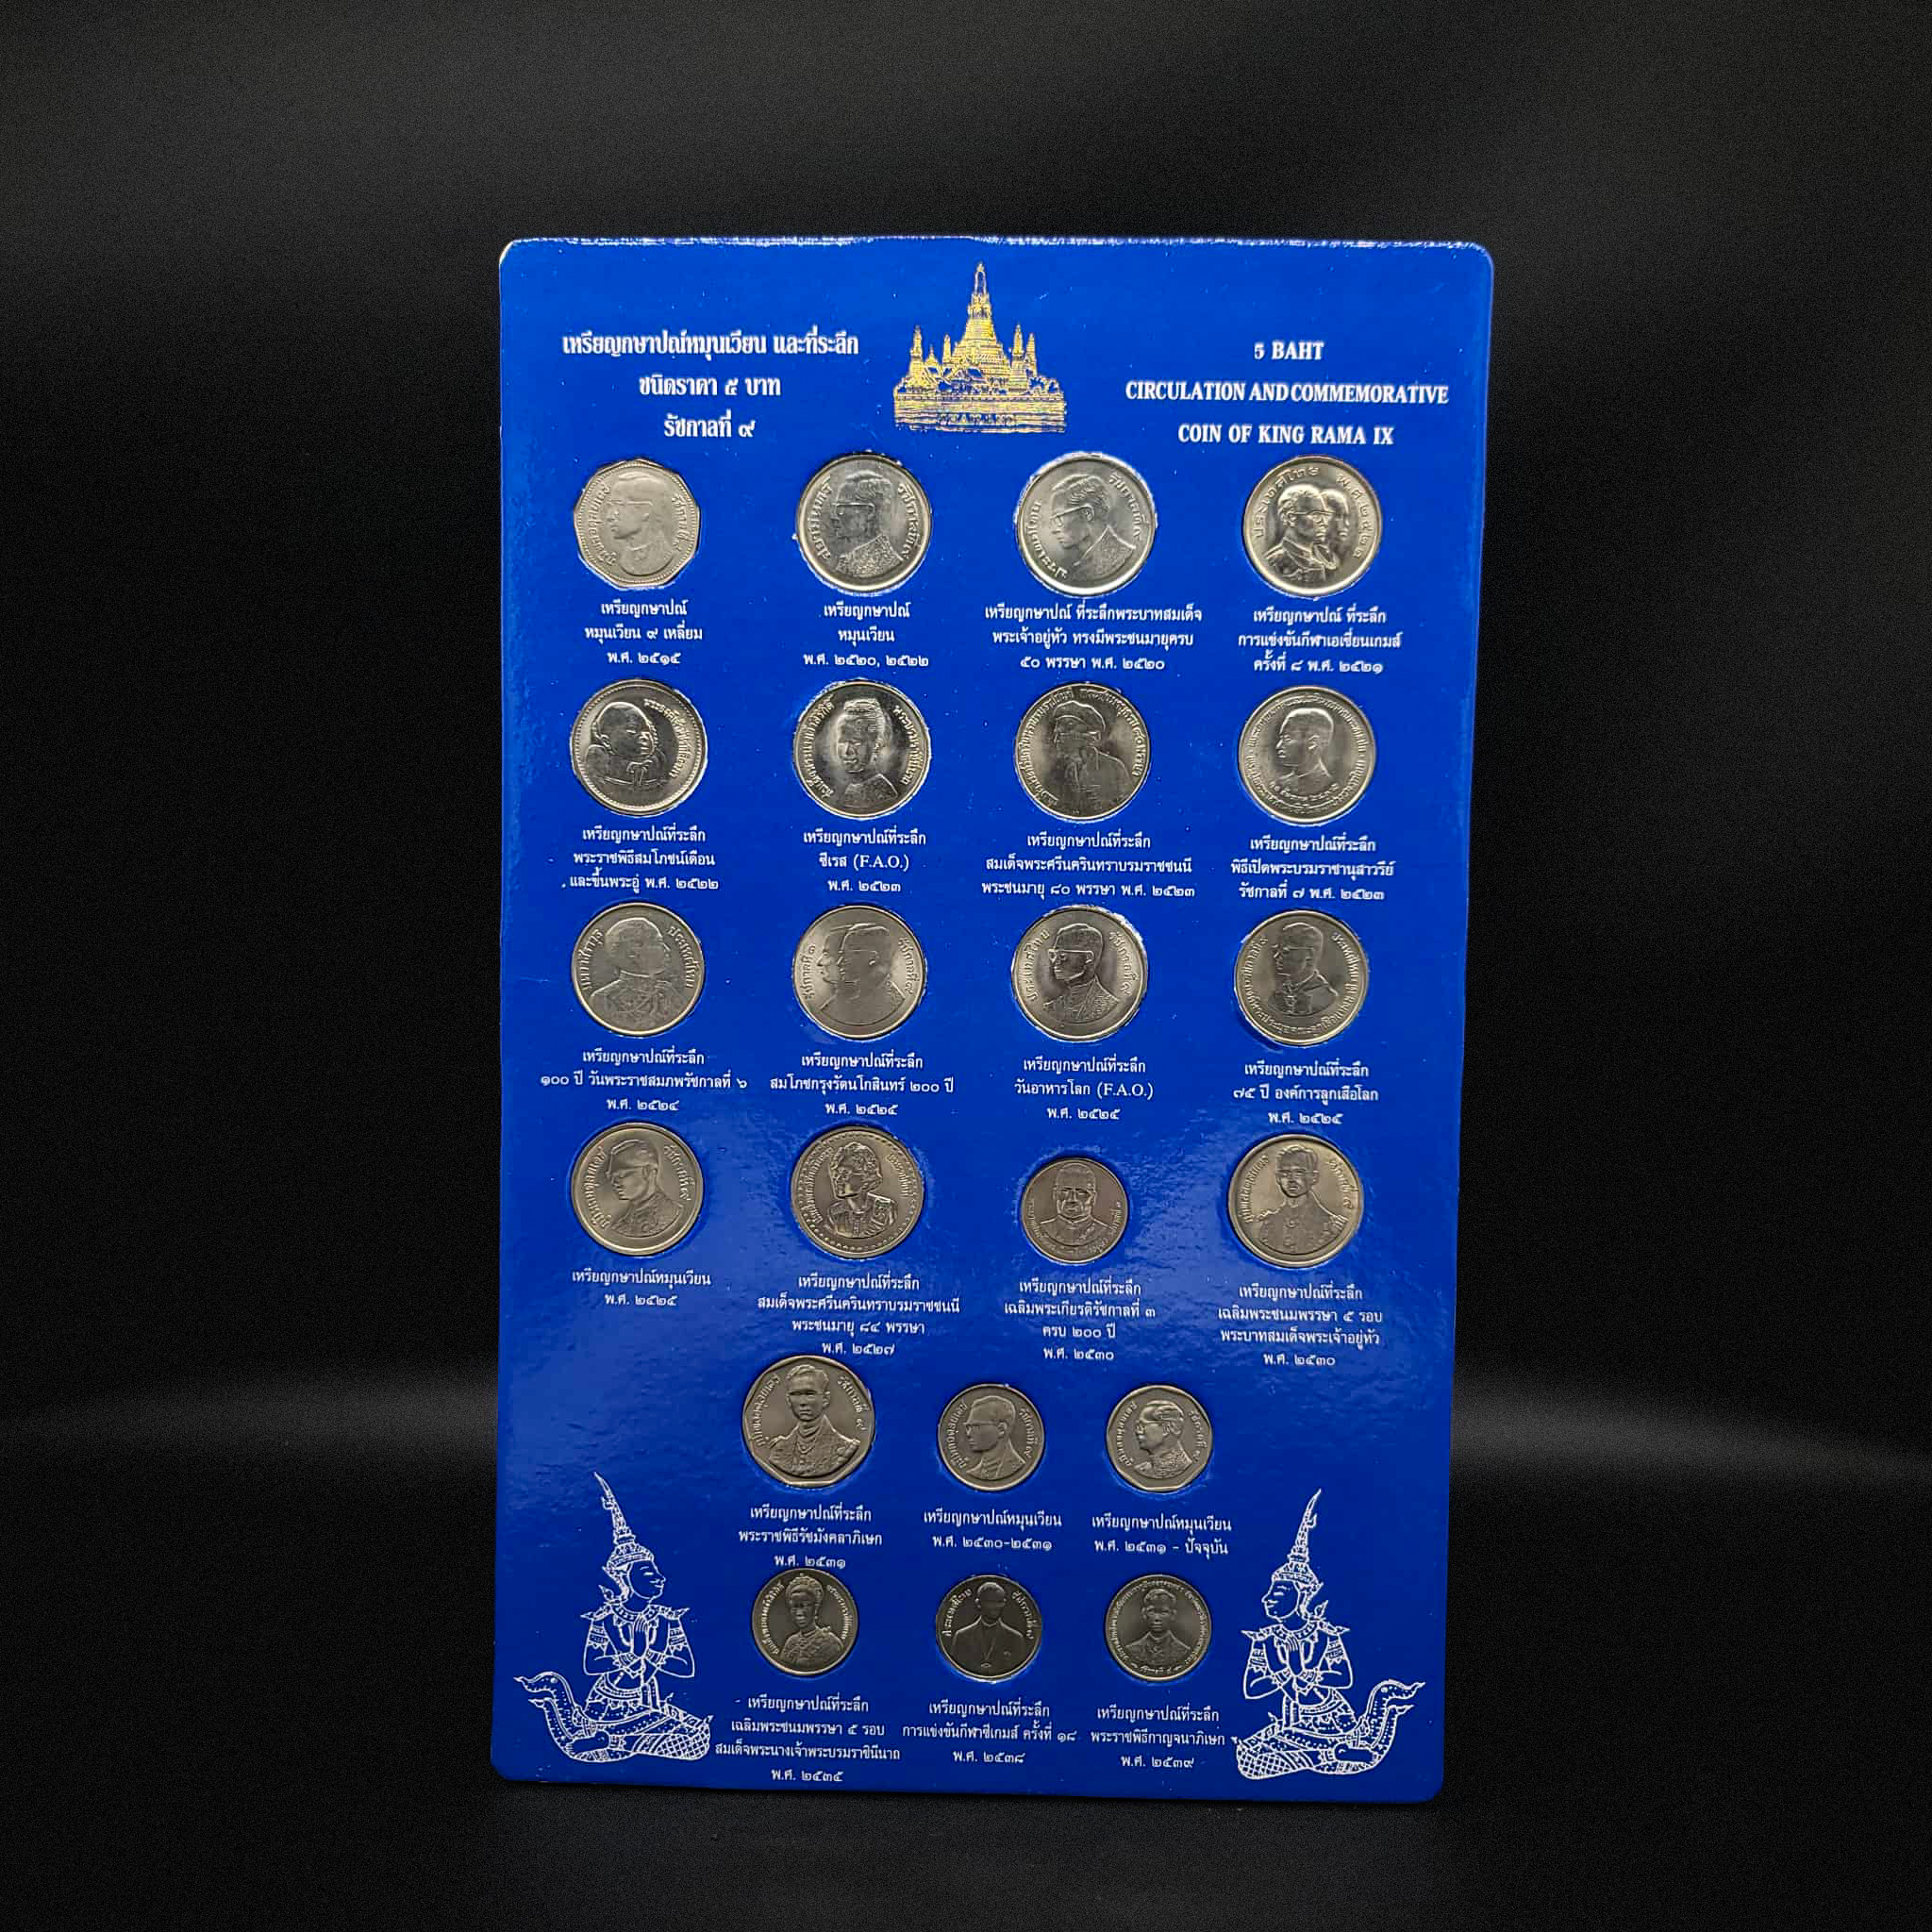 เหรียญกษาปณ์หมุนเวียน และที่ระลึก
ชนิดราคา ๕ บาท
รัชกาลที่ ๙
5 BAHT
CIRCULATION AND COMMEMORATIVE
COIN OF KING RAMA IX
เหรียญกษาปณ์
หมุนเวียน ๙ เหลี่ยม
พ.ศ. ๒๕๑๕
เหรียญกษาปณ์
หมุนเวียน
พ.ศ. ๒๕๒๐, ๒๕๒๒
เหรียญกษาปณ์ ที่ระลึกพระบาทสมเด็จ
พระเจ้าอยู่หัว ทรงมีพระชนมายุครบ
๕๐ พรรษา พ.ศ. ๒๕๒๐
เหรียญกษาปณ์ ที่ระลึก
การแข่งขันกีฬาเอเชี่ยนเกมส์
ครั้งที่ ๘ พ.ศ. ๒๕๒๑
เหรียญกษาปณ์ที่ระลึก
พระราชพิธีสมโภชน์เดือน
และขึ้นพระอู่ พ.ศ. ๒๕๒๒
เหรียญกษาปณ์ที่ระลึก
ซีเรส (F.A.O.)
พ.ศ. ๒๕๒๓
เหรียญกษาปณ์ที่ระลึก
สมเด็จพระศรีนครินทราบรมราชชนนี
พระชนมายุ ๘๐ พรรษา พ.ศ. ๒๕๒๓
เหรียญกษาปณ์ที่ระลึก
พิธีเปิดพระบรมราชานุสาวรีย์
รัชกาลที่ ๗ พ.ศ. ๒๕๒๓
เหรียญกษาปณ์ที่ระลึก
๑๐๐ ปี วันพระราชสมภพรัชกาลที่ ๖
พ.ศ. ๒๕๒๔
เหรียญกษาปณ์ที่ระลึก
สมโภชกรุงรัตนโกสินทร์ ๒๐๐ ปี
พ.ศ. ๒๕๒๕
เหรียญกษาปณ์ที่ระลึก
วันอาหารโลก (F.A.O.)
พ.ศ. ๒๕๒๕
เหรียญกษาปณ์ที่ระลึก
๗๕ ปี องค์การลูกเสือโลก
พ.ศ. ๒๕๒๕
เหรียญกษาปณ์หมุนเวียน
พ.ศ. ๒๕๒๕
เหรียญกษาปณ์ที่ระลึก
สมเด็จพระศรีนครินทราบรมราชชนนี
พระชนมายุ ๘๔ พรรษา
พ.ศ. ๒๕๒๗
เหรียญกษาปณ์ที่ระลึก
เฉลิมพระเกียรติรัชกาลที่ ๓
ครบ ๒๐๐ ปี
พ.ศ. ๒๕๓๐
เหรียญกษาปณ์ที่ระลึก
เฉลิมพระชนมพรรษา ๕ รอบ
พระบาทสมเด็จพระเจ้าอยู่หัว
พ.ศ. ๒๕๓๐
เหรียญกษาปณ์ที่ระลึก
พระราชพิธีรัชมังคลาภิเษก
พ.ศ. ๒๕๓๑
เหรียญกษาปณ์หมุนเวียน
พ.ศ. ๒๕๓๐-๒๕๓๑
เหรียญกษาปณ์หมุนเวียน
พ.ศ. ๒๕๓๑ - ปัจจุบัน
เหรียญกษาปณ์ที่ระลึก
เฉลิมพระชนมพรรษา ๕ รอบ
สมเด็จพระนางเจ้าพระบรมราชินีนาถ
พ.ศ. ๒๕๓๕
เหรียญกษาปณ์ที่ระลึก
การแข่งขันกีฬาซีเกมส์ ครั้งที่ ๑๘
พ.ศ. ๒๕๓๘
เหรียญกษาปณ์ที่ระลึก
พระราชพิธีกาญจนาภิเษก
พ.ศ. ๒๕๓๙